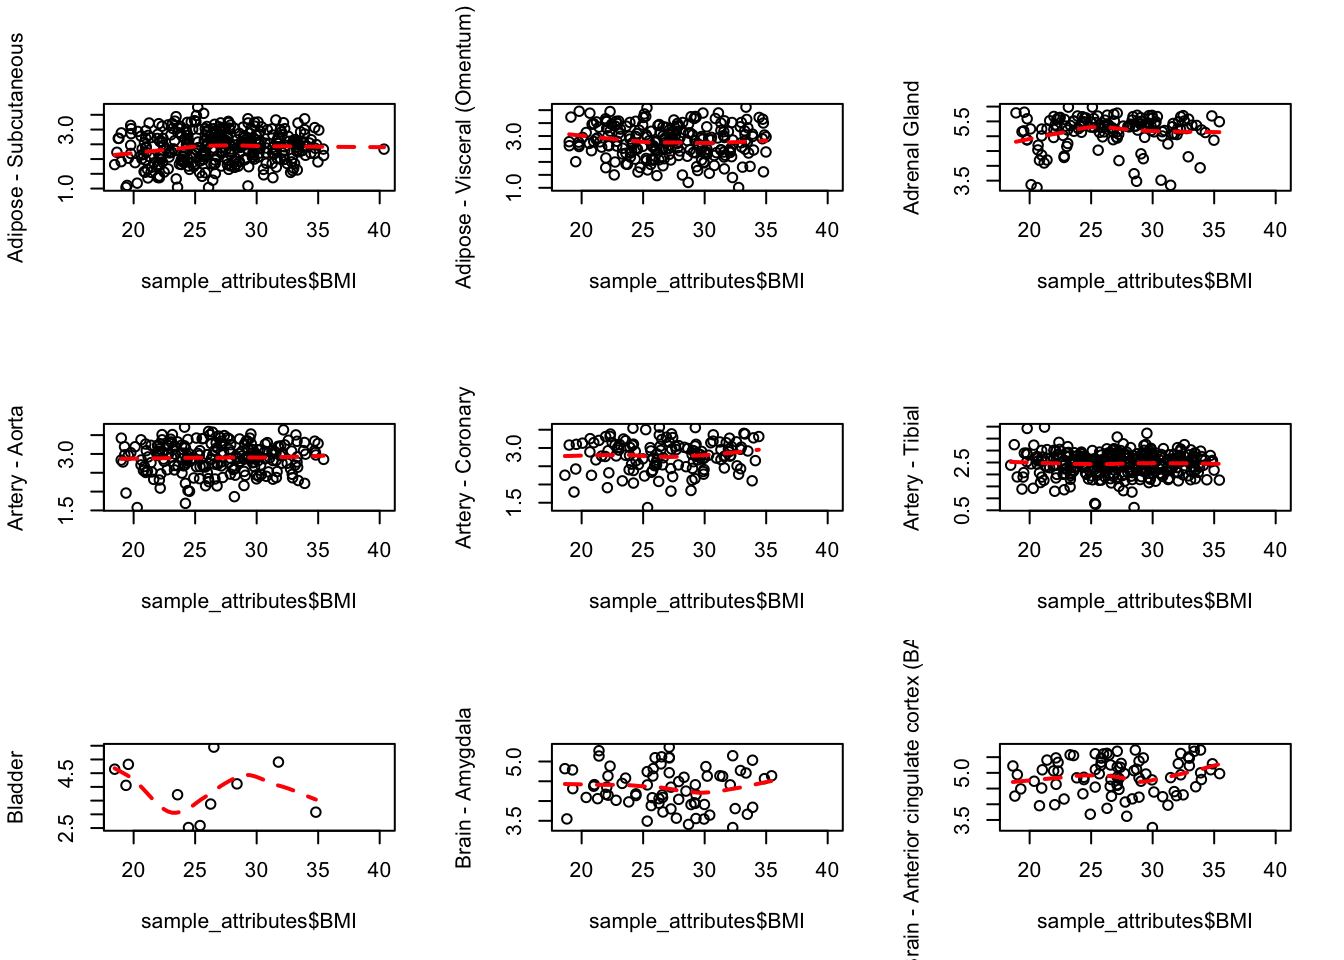 Adipose - Subcutaneous
1.0 3.0
20 25 30 35 40
sample_attributes$BMI
Adipose - Visceral (Omentum)
1.0 3.0
20 25 30 35 40
sample_attributes$BMI
Adrenal Gland
3.5 5.5
20 25 30 35 40
sample_attributes$BMI
Artery - Aorta
1.5 3.0
20 25 30 35 40
sample_attributes$BMI
Artery - Coronary
1.5 3.0
20 25 30 35 40
sample_attributes$BMI
Artery - Tibial
0.5 2.5
20 25 30 35 40
sample_attributes$BMI
Bladder
2.5 4.5
20 25 30 35 40
sample_attributes$BMI
Brain - Amygdala
3.5 5.0
20 25 30 35 40
sample_attributes$BMI
rain - Anterior cingulate cortex (BA
3.5 5.0
20 25 30 35 40
sample_attributes$BMI